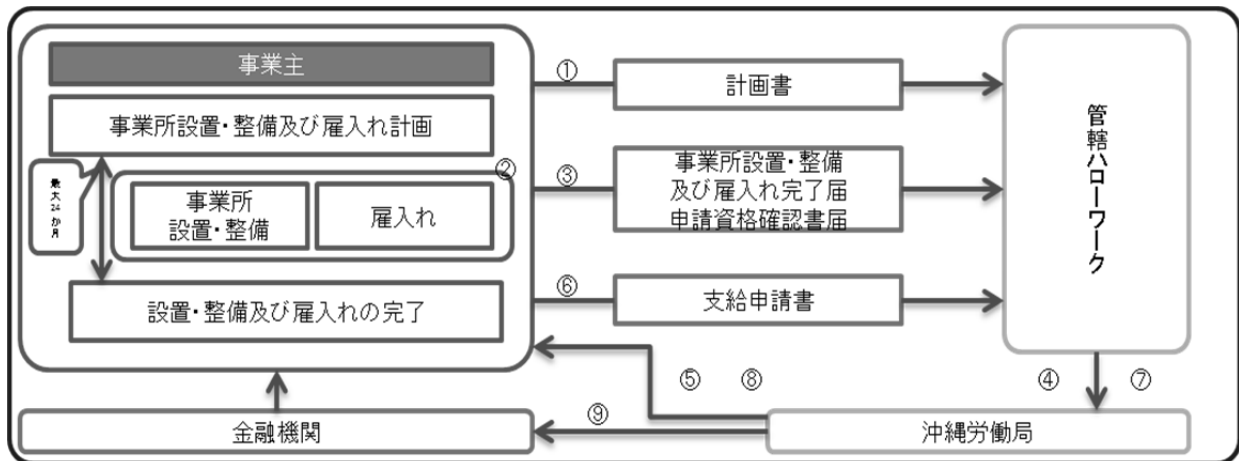 事業主
①
計画書
事業所設置・整備及び雇入れ計画
管轄ハローワーク
最大24か月
②
事業所
設置・整備
雇入れ
③
事業所設置・整備
及び雇入れ完了届
申請資格確認書届
設置・整備及び雇入れの完了
⑥
支給申請書
⑤
⑧
④
⑦
金融機関
⑨
沖縄労働局